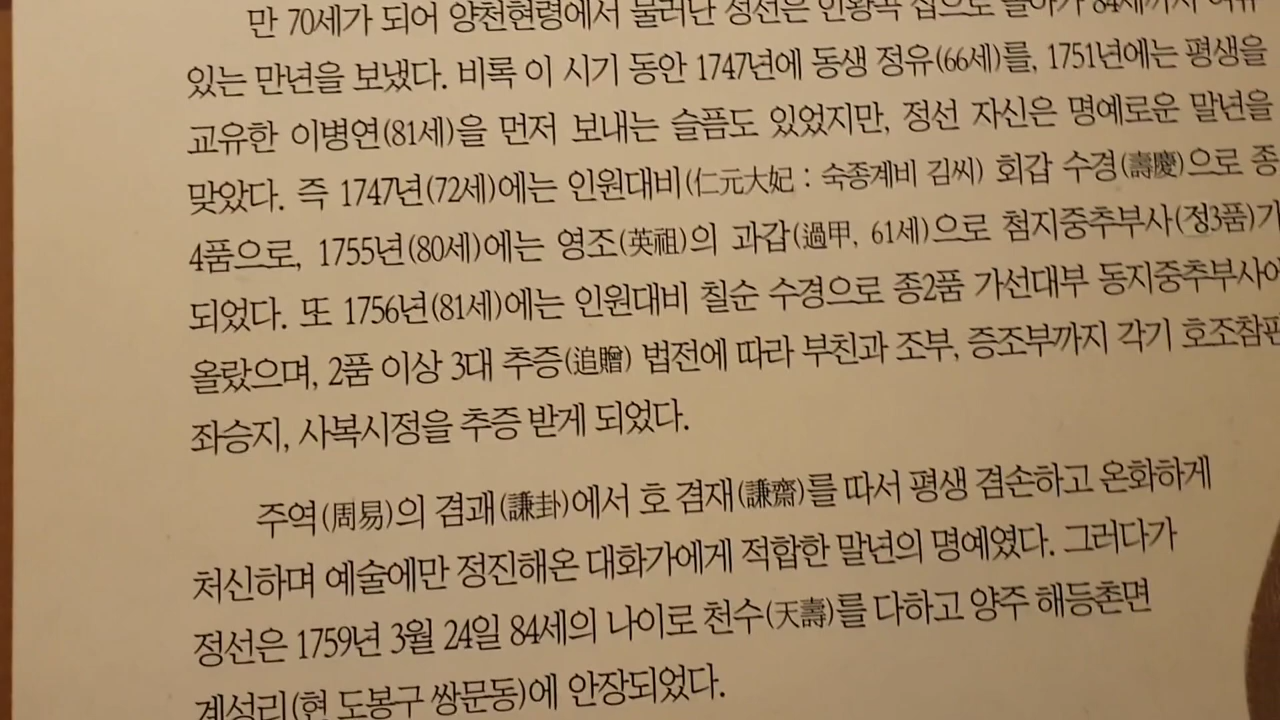 만 70세가 되어 양천현령에서 물러난 정선은 인왕곡 집으로 돌아가 84세까지 여유
있는 만년을 보냈다. 비록 이 시기 동안 1747년에 동생 정유(66세)를, 1751년에는 평생을
교유한 이병연(81세)을 먼저 보내는 슬픔도 있었지만, 정선 자신은 명예로운 말년을
맞았다. 즉 1747년(72세)에는 인원대비(仁元大妃 : 숙종계비 김씨) 회갑 수경(壽慶)으로 종
4품으로, 1755년(80세)에는 영조(英祖)의 과갑(過甲, 61세)으로 첨지중추부사(정3품)가
되었다. 또 1756년(81세)에는 인원대비 칠순 수경으로 종2품 가선대부 동지중추부사에
올랐으며, 2품 이상 3대 추증(追贈) 법전에 따라 부친과 조부, 증조부까지 각기 호조참판
좌승지, 사복시정을 추증 받게 되었다.
주역(周易)의 겸괘(謙卦)에서 호 겸재(謙齋)를 따서 평생 겸손하고 온화하게
처신하며 예술에만 정진해온 대화가에게 적합한 말년의 명예였다. 그러다가
정선은 1759년 3월 24일 84세의 나이로 천수(天壽)를 다하고 양주 해등촌면
계성리(현 도봉구 쌍문동)에 안장되었다.